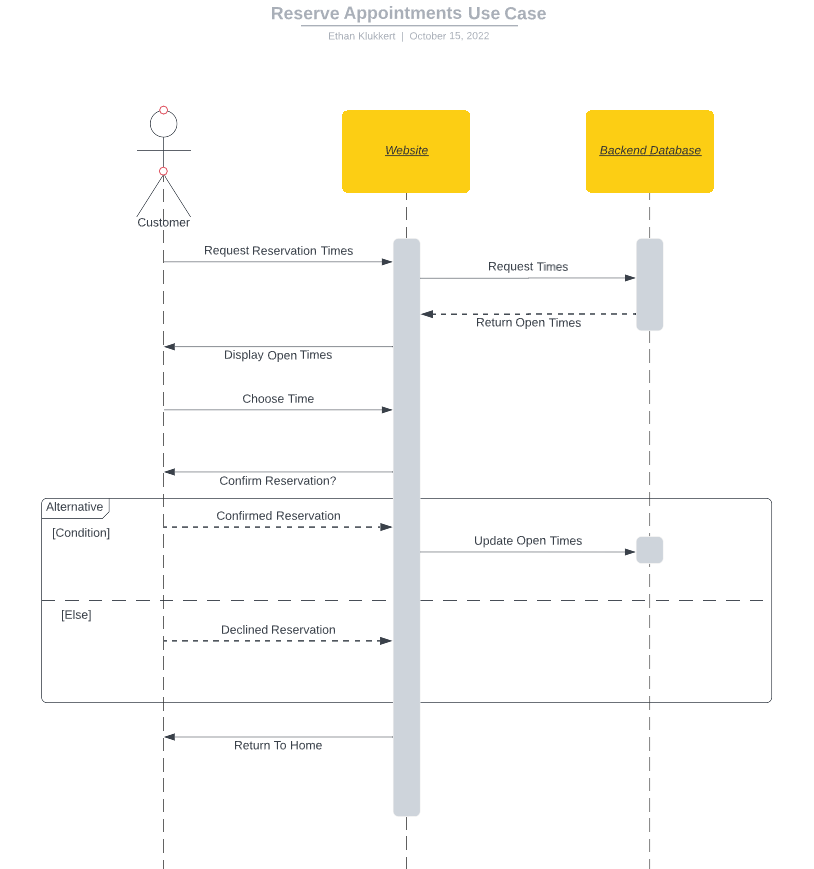 Reserve Appointments Use Case
Ethan Klukkert | October 15, 2022
Website
Backend Database
Customer
Request Reservation Times
Request Times
Return Open Times
Display Open Times
Choose Time
Confirm Reservation?
Alternative
Confirmed Reservation
[Condition]
Update Open Times
[Else]
Declined Reservation
Return To Home